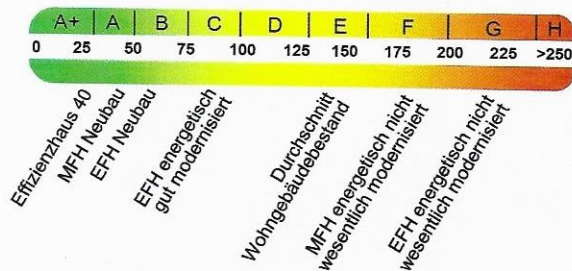 A+ A B C D E F G H
0 25 50 75 100 125 150 175 200 225 >250
Effizienzhaus 40
MFH Neubau
EFH Neubau
EFH energetisch
gut modernisiert
Durchschnitt
Wohngebäudebestand
MFH energetisch nicht
wesentlich modernisiert
EFH energetisch nicht
wesentlich modernisiert